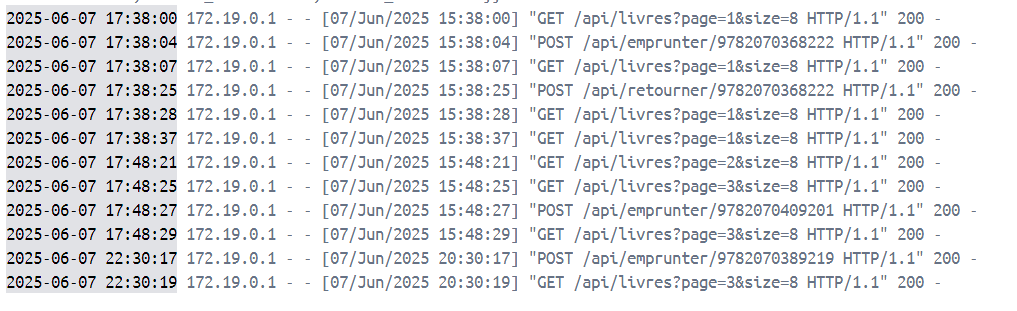 2025-06-07 17:38:00 172.19.0.1 - - [07/Jun/2025 15:38:00] "GET /api/livres?page=1&size=8 HTTP/1.1" 200 -
2025-06-07 17:38:04 172.19.0.1 - - [07/Jun/2025 15:38:04] "POST /api/emprunter/9782070368222 HTTP/1.1" 200 -
2025-06-07 17:38:07 172.19.0.1 - - [07/Jun/2025 15:38:07] "GET /api/livres?page=1&size=8 HTTP/1.1" 200 -
2025-06-07 17:38:25 172.19.0.1 - - [07/Jun/2025 15:38:25] "POST /api/retourner/9782070368222 HTTP/1.1" 200 -
2025-06-07 17:38:28 172.19.0.1 - - [07/Jun/2025 15:38:28] "GET /api/livres?page=1&size=8 HTTP/1.1" 200 -
2025-06-07 17:38:37 172.19.0.1 - - [07/Jun/2025 15:38:37] "GET /api/livres?page=1&size=8 HTTP/1.1" 200 -
2025-06-07 17:48:21 172.19.0.1 - - [07/Jun/2025 15:48:21] "GET /api/livres?page=2&size=8 HTTP/1.1" 200 -
2025-06-07 17:48:25 172.19.0.1 - - [07/Jun/2025 15:48:25] "GET /api/livres?page=3&size=8 HTTP/1.1" 200 -
2025-06-07 17:48:27 172.19.0.1 - - [07/Jun/2025 15:48:27] "POST /api/emprunter/9782070409201 HTTP/1.1" 200 -
2025-06-07 17:48:29 172.19.0.1 - - [07/Jun/2025 15:48:29] "GET /api/livres?page=3&size=8 HTTP/1.1" 200 -
2025-06-07 22:30:17 172.19.0.1 - - [07/Jun/2025 20:30:17] "POST /api/emprunter/9782070389219 HTTP/1.1" 200 -
2025-06-07 22:30:19 172.19.0.1 - - [07/Jun/2025 20:30:19] "GET /api/livres?page=3&size=8 HTTP/1.1" 200 -